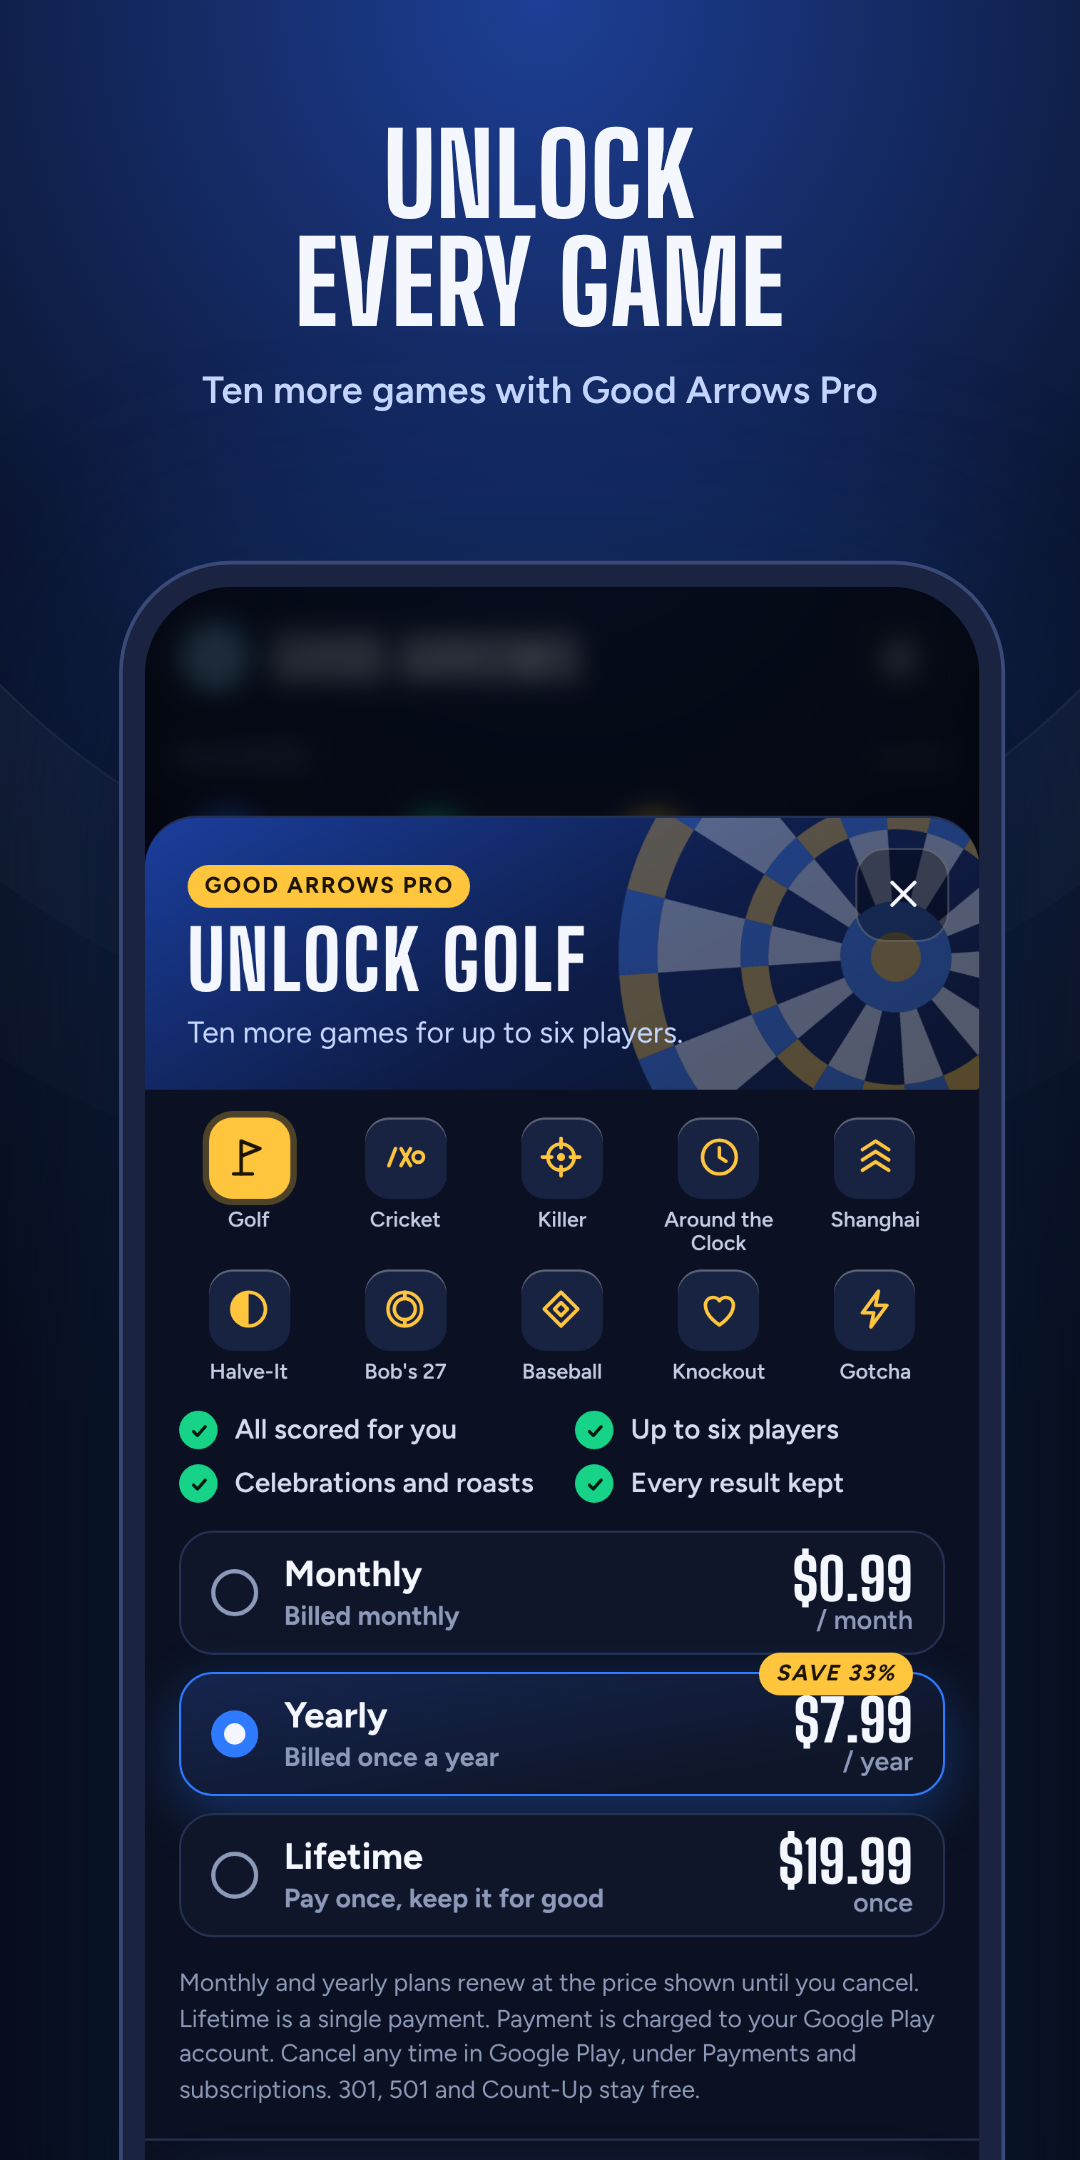 UNLOCK
EVERY GAME
Ten more games with Good Arrows Pro
GOOD ARROWS PRO
UNLOCK GOLF
Ten more games for up to six players.
Golf
Cricket
Killer
Around the
Clock
Shanghai
Halve-It
Bob's 27
Baseball
Knockout
Gotcha
All scored for you
Up to six players
Celebrations and roasts
Every result kept
Monthly
Billed monthly
$0.99
/ month
SAVE 33%
Yearly
Billed once a year
$7.99
/ year
Lifetime
Pay once, keep it for good
$19.99
once
Monthly and yearly plans renew at the price shown until you cancel.
Lifetime is a single payment. Payment is charged to your Google Play
account. Cancel any time in Google Play, under Payments and
subscriptions. 301, 501 and Count-Up stay free.